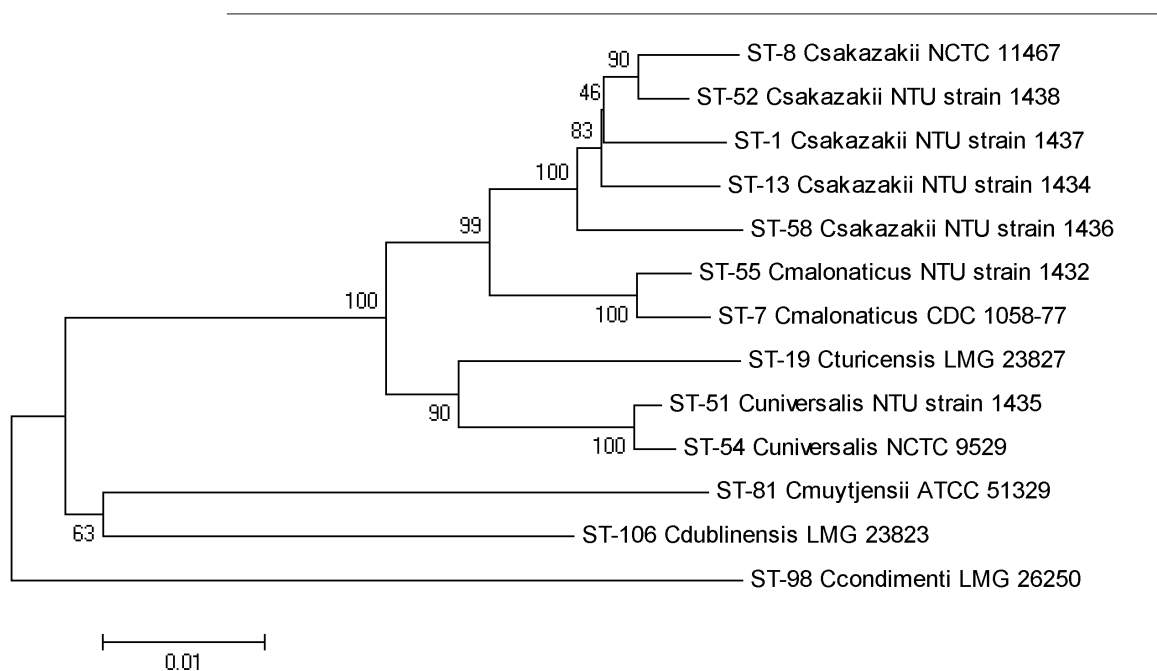 90
ST-8 Csakazakii NCTC 11467
46
ST-52 Csakazakii NTU strain 1438
83
ST-1 Csakazakii NTU strain 1437
100
ST-13 Csakazakii NTU strain 1434
99
ST-58 Csakazakii NTU strain 1436
ST-55 Cmalonaticus NTU strain 1432
100
100
ST-7 Cmalonaticus CDC 1058-77
ST-19 Cturicensis LMG 23827
90
ST-51 Cuniversalis NTU strain 1435
100
ST-54 Cuniversalis NCTC 9529
ST-81 Cmuytjensii ATCC 51329
63
ST-106 Cdublinensis LMG 23823
ST-98 Ccondimenti LMG 26250
0.01